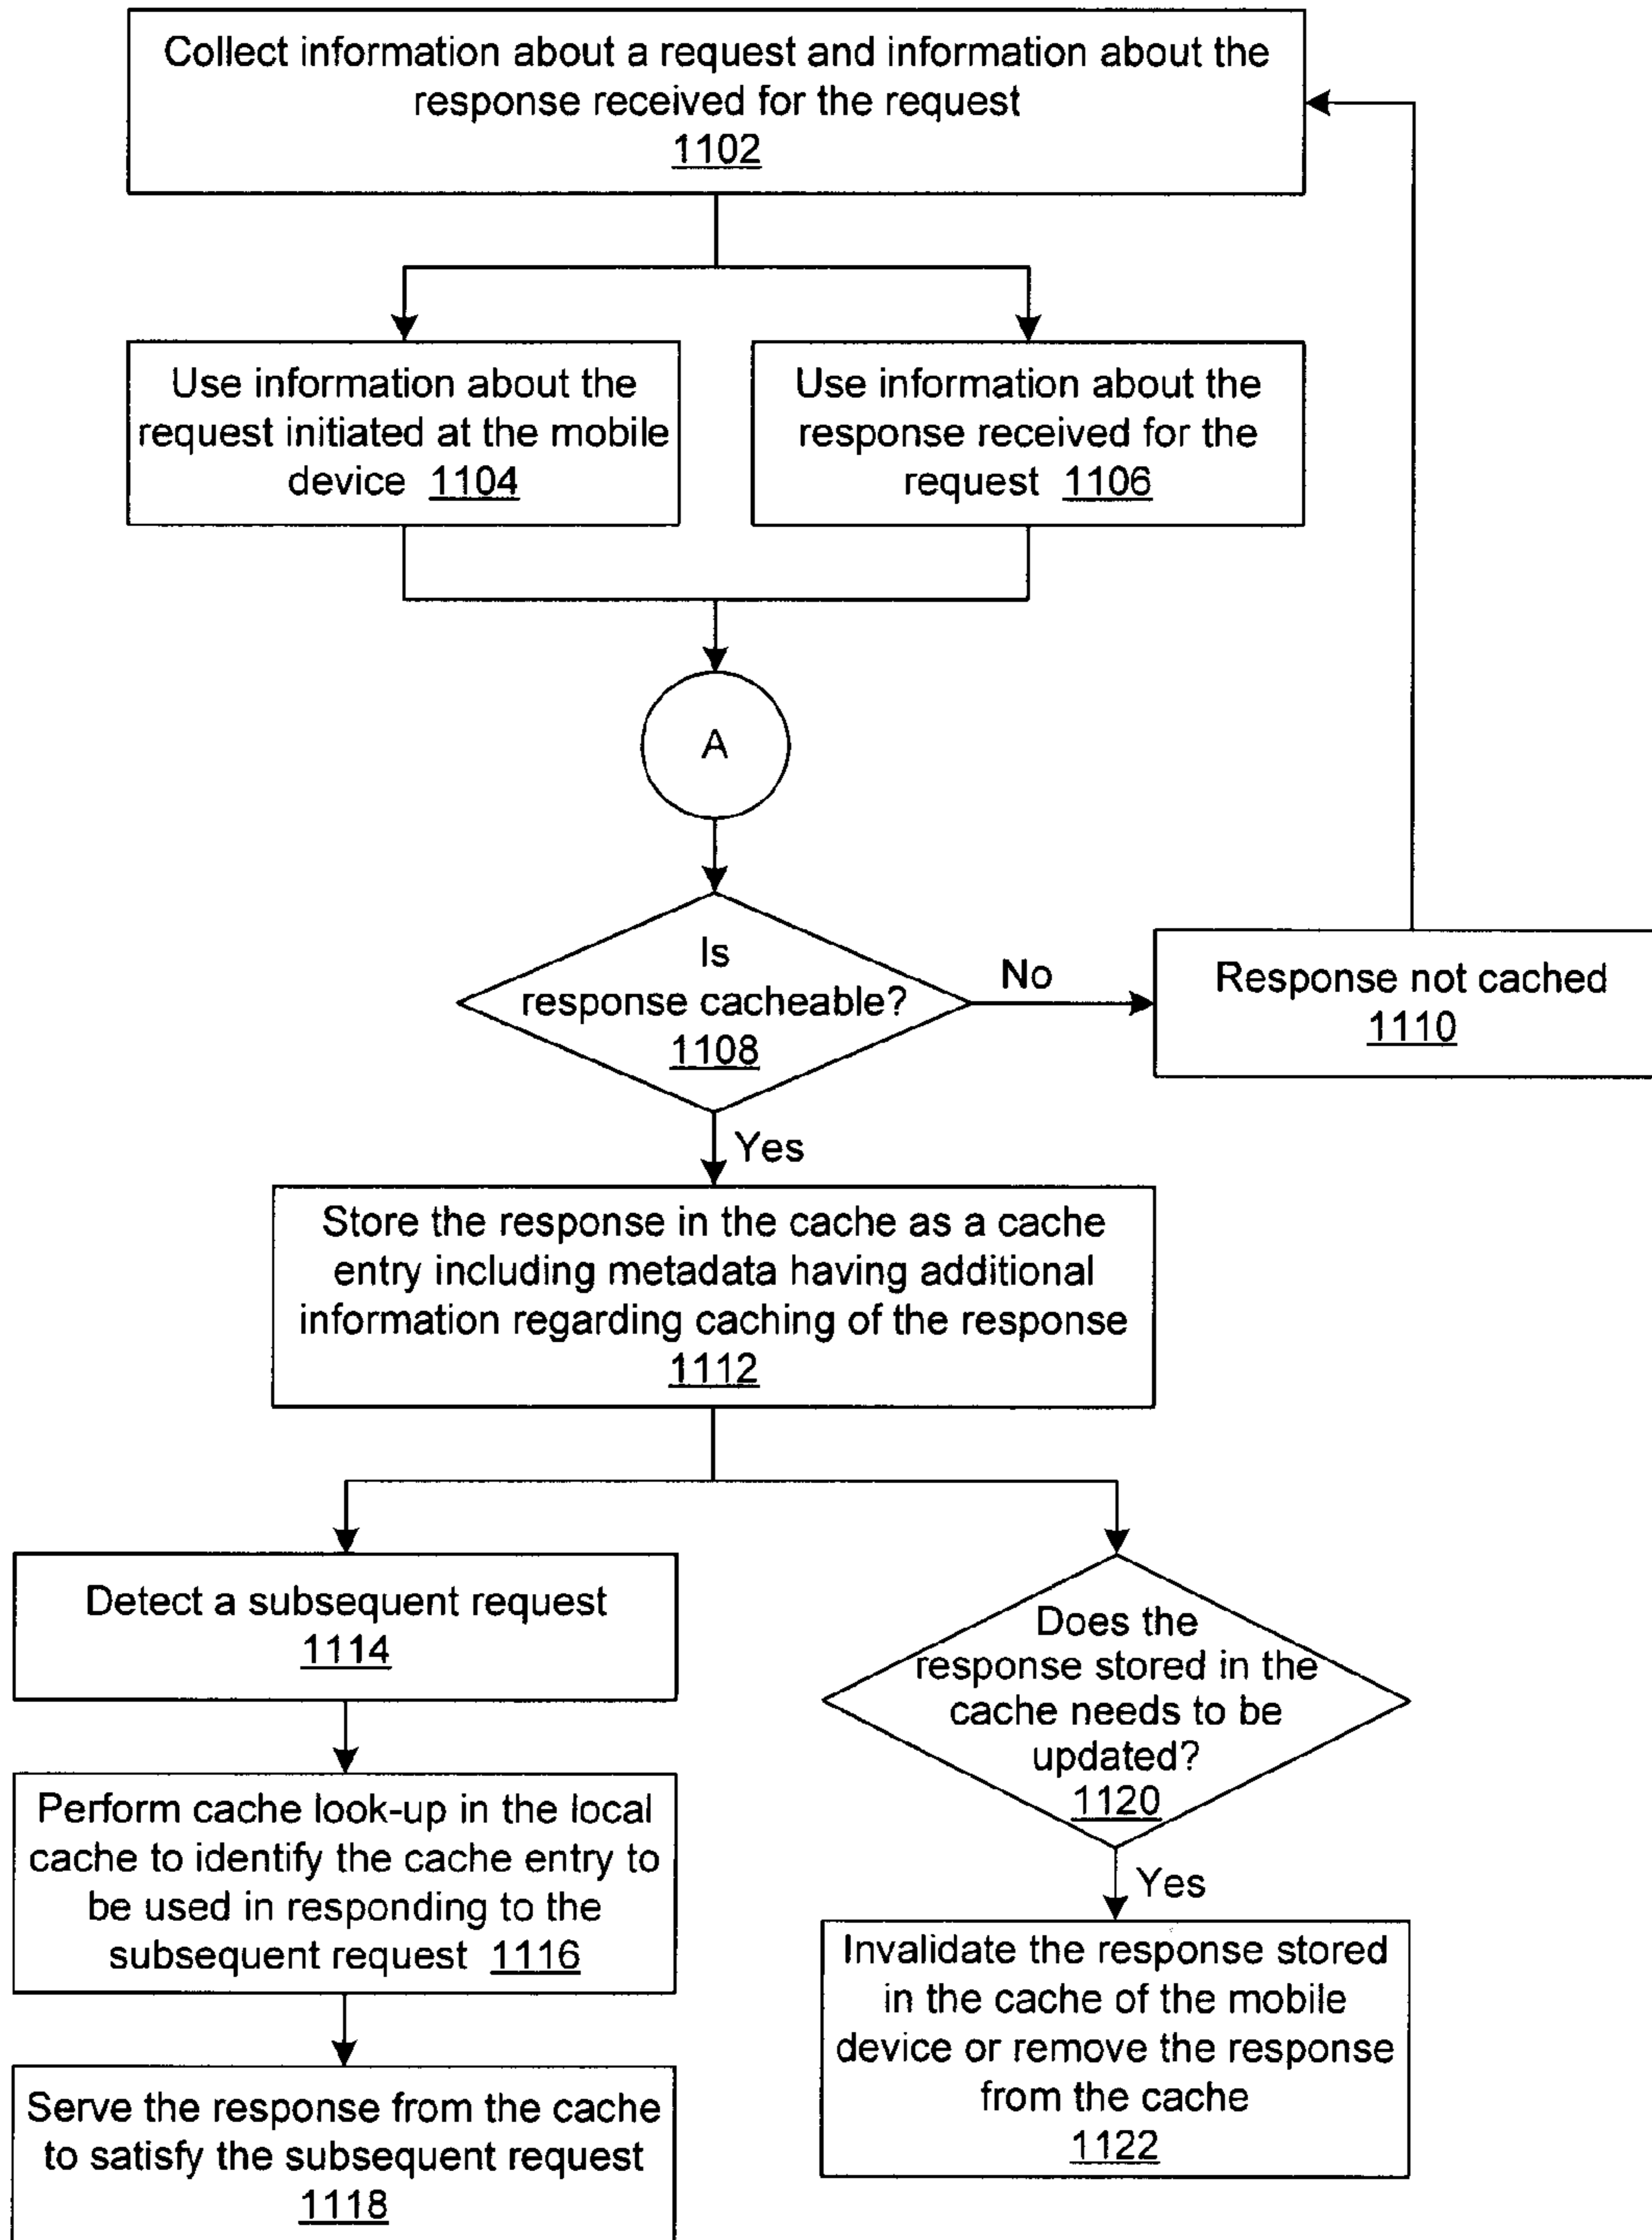 Collect information about a request and information about the
response received for the request
1102
Use information about the
request initiated at the mobile
device 1104
Use information about the
response received for the
request 1106
A
Is
response cacheable?
1108
No
Response not cached
1110
Yes
Store the response in the cache as a cache
entry including metadata having additional
information regarding caching of the response
1112
Detect a subsequent request
1114
Perform cache look-up in the local
cache to identify the cache entry to
be used in responding to the
subsequent request 1116
Serve the response from the cache
to satisfy the subsequent request
1118
Does the
response stored in the
cache needs to be
updated?
1120
Yes
Invalidate the response stored
in the cache of the mobile
device or remove the response
from the cache
1122